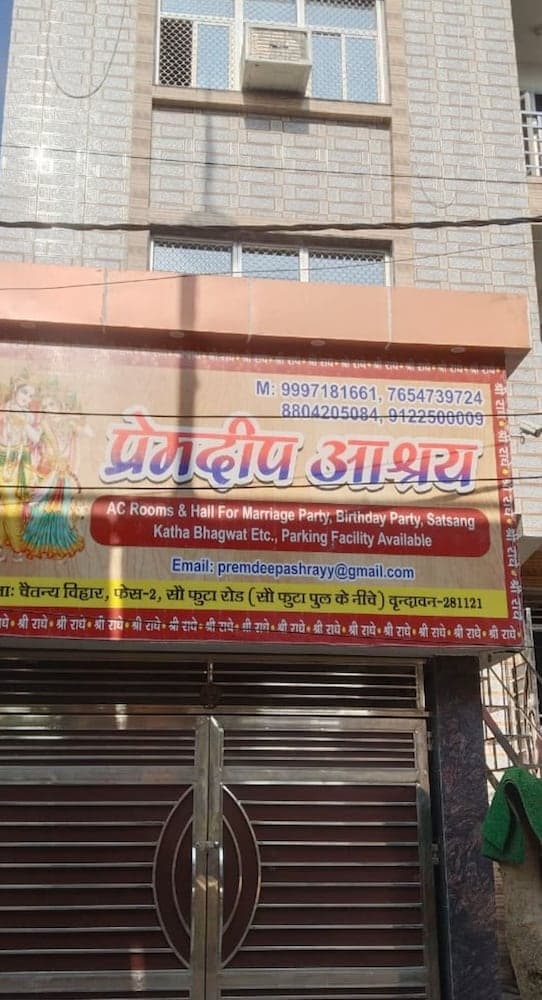 श्री राधे • श्री राधे • श्री राधे • श्री राधे • श्री राधे • श्री राधे • श्री राधे
M: 9997181661, 7654739724
8804205084, 9122500009
प्रेमदीप आश्रय
AC Rooms & Hall For Marriage Party, Birthday Party, Satsang
Katha Bhagwat Etc., Parking Facility Available
Email: premdeepashrayy@gmail.com
चैतन्य विहार, फेस-2, सौ फुटा रोड (सौ फुटा पुल के नीचे) वृन्दावन-281121
श्री राधे • श्री राधे • श्री राधे • श्री राधे • श्री राधे • श्री राधे • श्री राधे • श्री राधे • श्री राधे
श्री राधे • श्री राधे • श्री राधे • श्री राधे • श्री राधे